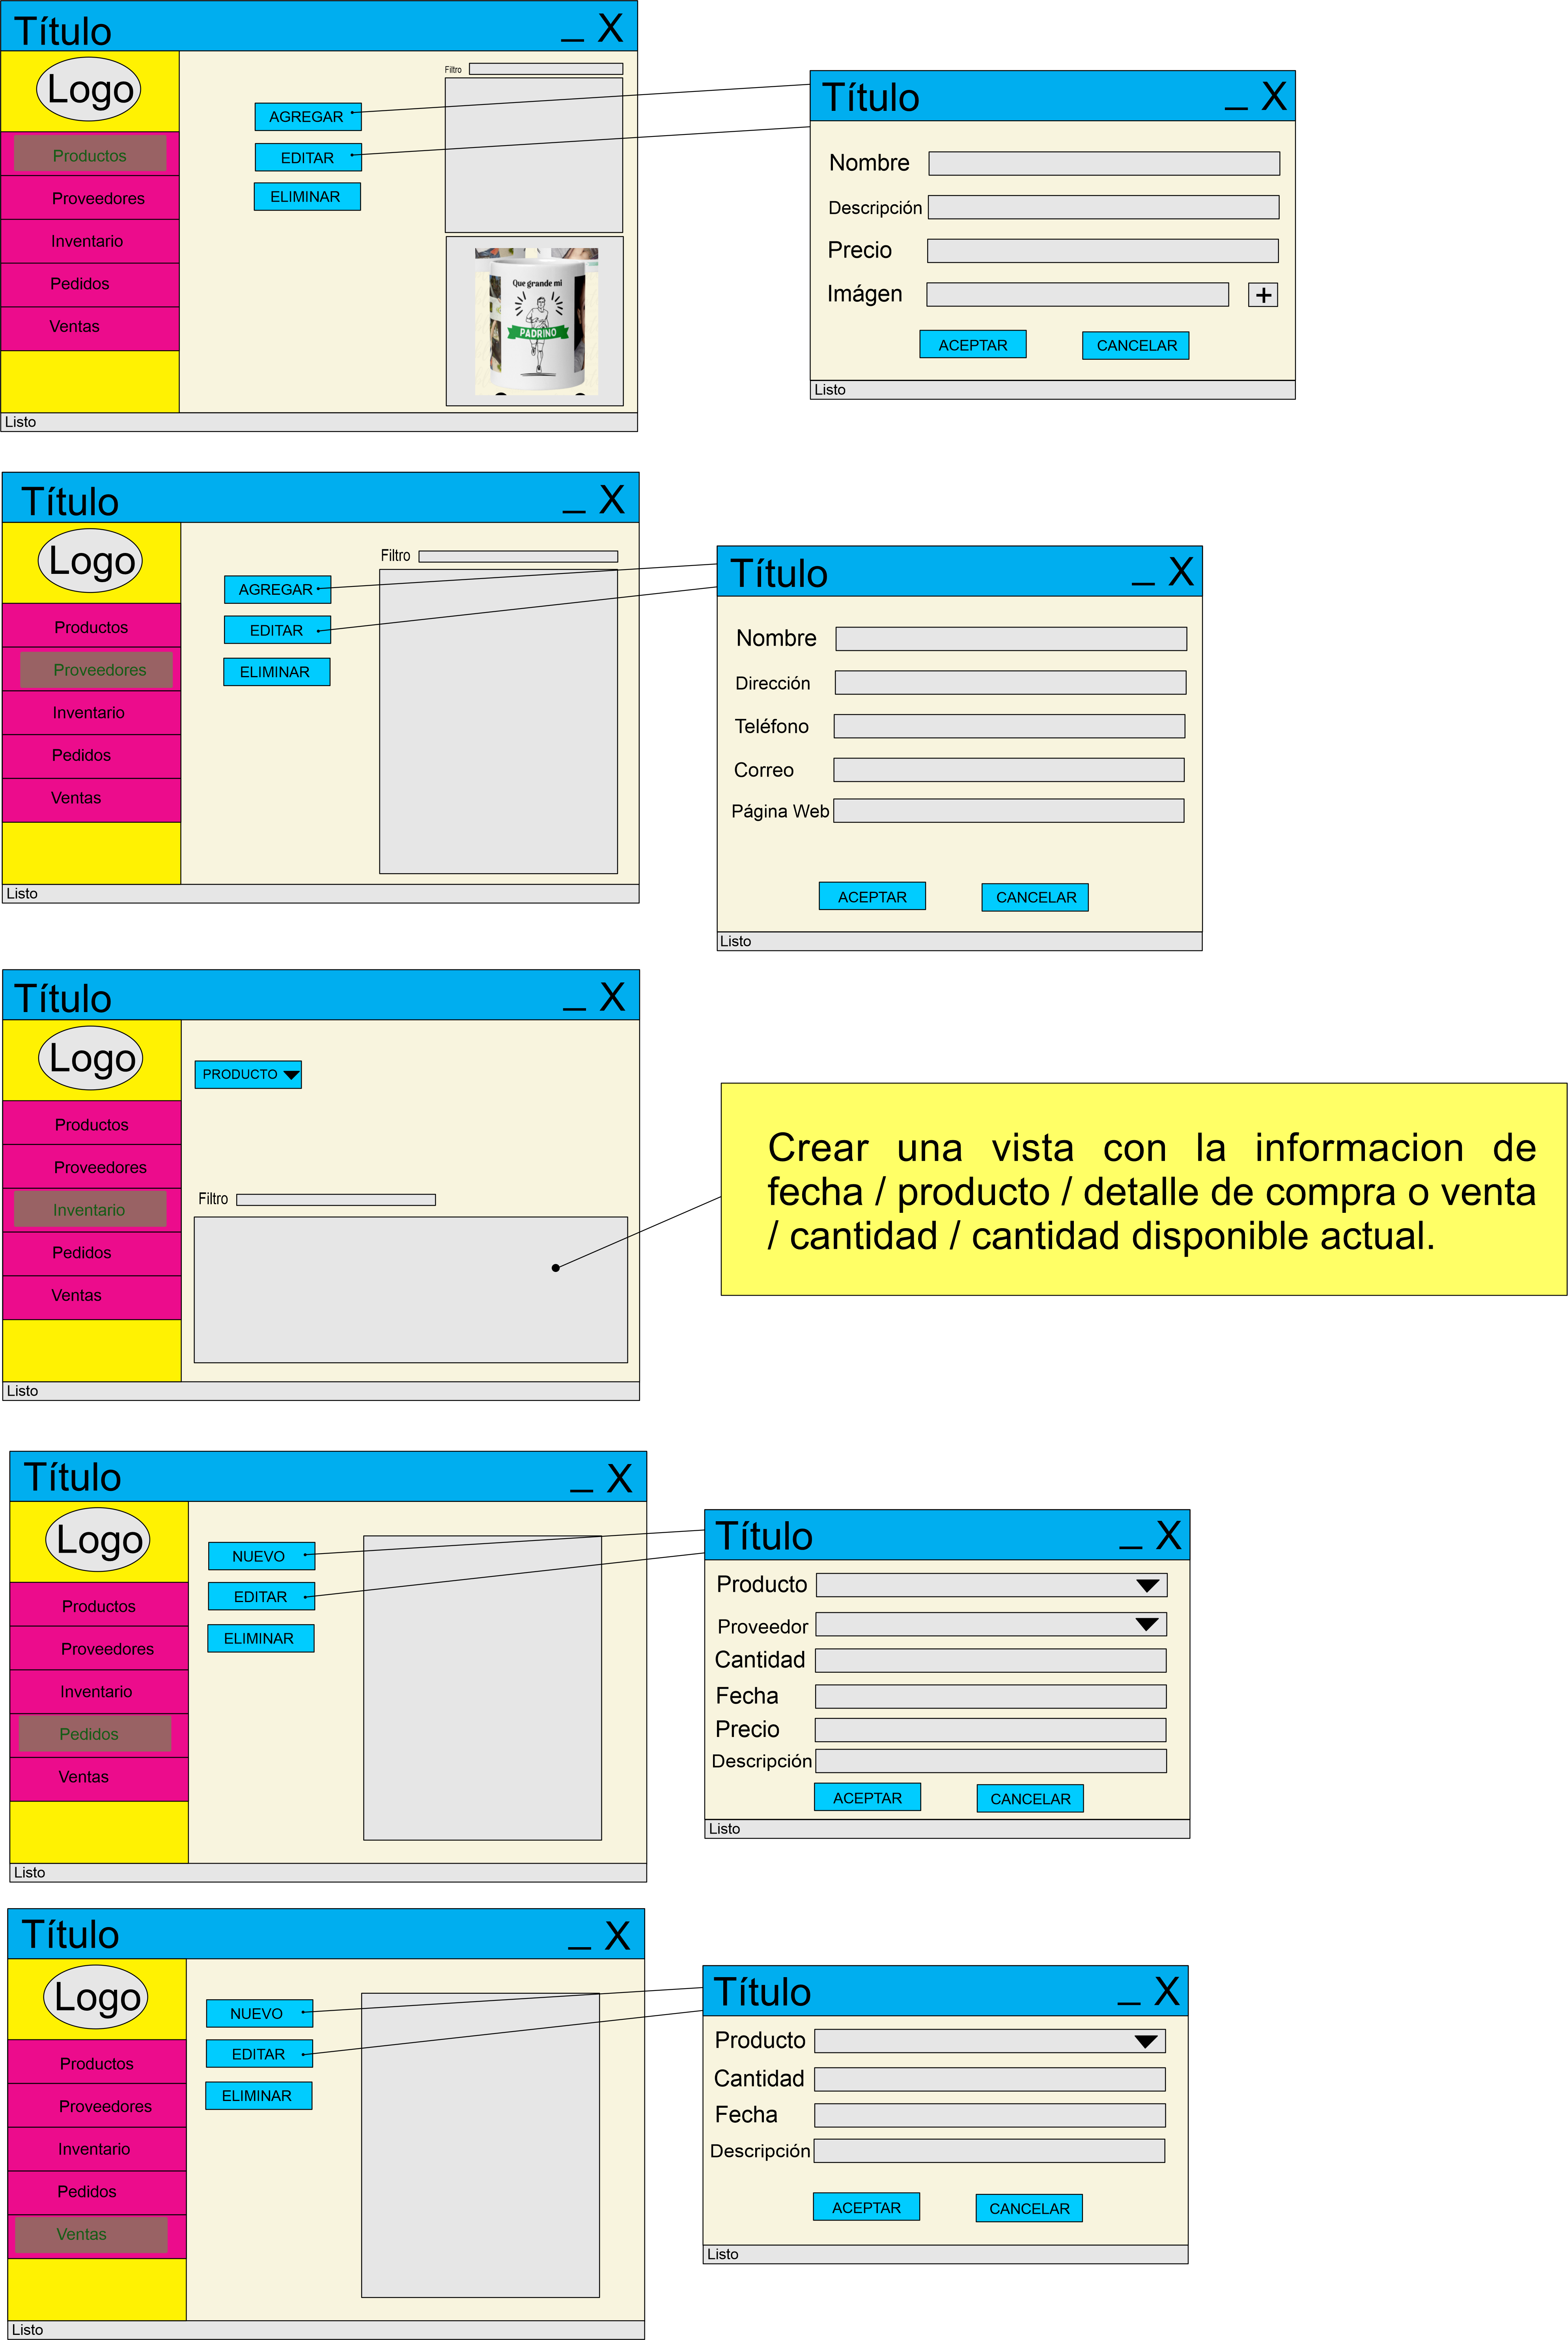 Título _ X
Logo
Productos
Proveedores
Inventario
Pedidos
Ventas
AGREGAR
EDITAR
ELIMINAR
Filtro
Que grande mi
PADRINO
Listo
Título _ X
Nombre
Descripción
Precio
Imágen +
ACEPTAR CANCELAR
Listo
Título _ X
Logo
Productos
Proveedores
Inventario
Pedidos
Ventas
AGREGAR
EDITAR
ELIMINAR
Filtro
Listo
Título _ X
Nombre
Dirección
Teléfono
Correo
Página Web
ACEPTAR CANCELAR
Listo
Título _ X
Logo
Productos
Proveedores
Inventario
Pedidos
Ventas
PRODUCTO
Filtro
Listo
Crear una vista con la informacion de
fecha / producto / detalle de compra o venta
/ cantidad / cantidad disponible actual.
Título _ X
Logo
Productos
Proveedores
Inventario
Pedidos
Ventas
NUEVO
EDITAR
ELIMINAR
Listo
Título _ X
Producto
Proveedor
Cantidad
Fecha
Precio
Descripción
ACEPTAR CANCELAR
Listo
Título _ X
Logo
Productos
Proveedores
Inventario
Pedidos
Ventas
NUEVO
EDITAR
ELIMINAR
Listo
Título _ X
Producto
Cantidad
Fecha
Descripción
ACEPTAR CANCELAR
Listo